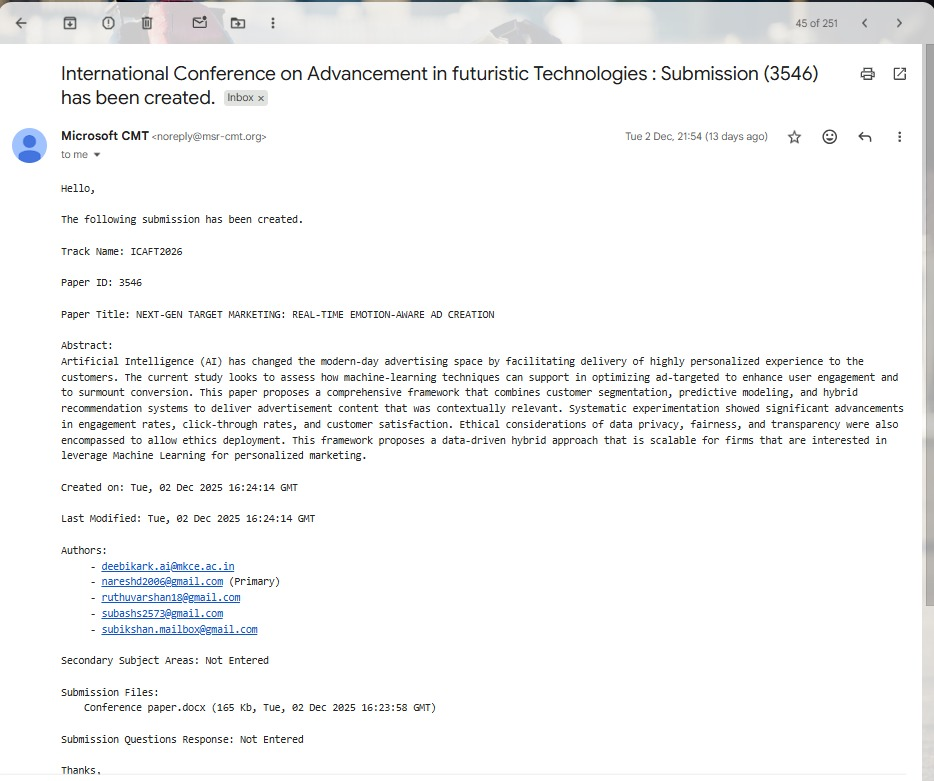 45 of 251
International Conference on Advancement in futuristic Technologies : Submission (3546)
has been created. Inbox ×
Microsoft CMT <noreply@msr-cmt.org>
Tue 2 Dec, 21:54 (13 days ago)
to me
Hello,
The following submission has been created.
Track Name: ICAFT2026
Paper ID: 3546
Paper Title: NEXT-GEN TARGET MARKETING: REAL-TIME EMOTION-AWARE AD CREATION
Abstract:
Artificial Intelligence (AI) has changed the modern-day advertising space by facilitating delivery of highly personalized experience to the
customers. The current study looks to assess how machine-learning techniques can support in optimizing ad-targeted to enhance user engagement and
to surmount conversion. This paper proposes a comprehensive framework that combines customer segmentation, predictive modeling, and hybrid
recommendation systems to deliver advertisement content that was contextually relevant. Systematic experimentation showed significant advancements
in engagement rates, click-through rates, and customer satisfaction. Ethical considerations of data privacy, fairness, and transparency were also
encompassed to allow ethics deployment. This framework proposes a data-driven hybrid approach that is scalable for firms that are interested in
leverage Machine Learning for personalized marketing.
Created on: Tue, 02 Dec 2025 16:24:14 GMT
Last Modified: Tue, 02 Dec 2025 16:24:14 GMT
Authors:
- deebikark.ai@mkce.ac.in
- nareshd2006@gmail.com (Primary)
- ruthuvarshan18@gmail.com
- subashs2573@gmail.com
- subikshan.mailbox@gmail.com
Secondary Subject Areas: Not Entered
Submission Files:
Conference paper.docx (165 Kb, Tue, 02 Dec 2025 16:23:58 GMT)
Submission Questions Response: Not Entered
Thanks,